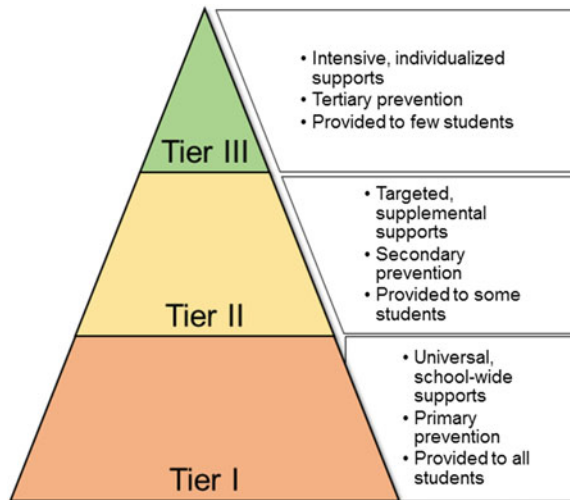 • Intensive, individualized
supports
• Tertiary prevention
• Provided to few students
Tier III
• Targeted,
supplemental
supports
• Secondary
prevention
• Provided to some
students
Tier II
• Universal,
school-wide
supports
• Primary
prevention
• Provided to all
students
Tier I